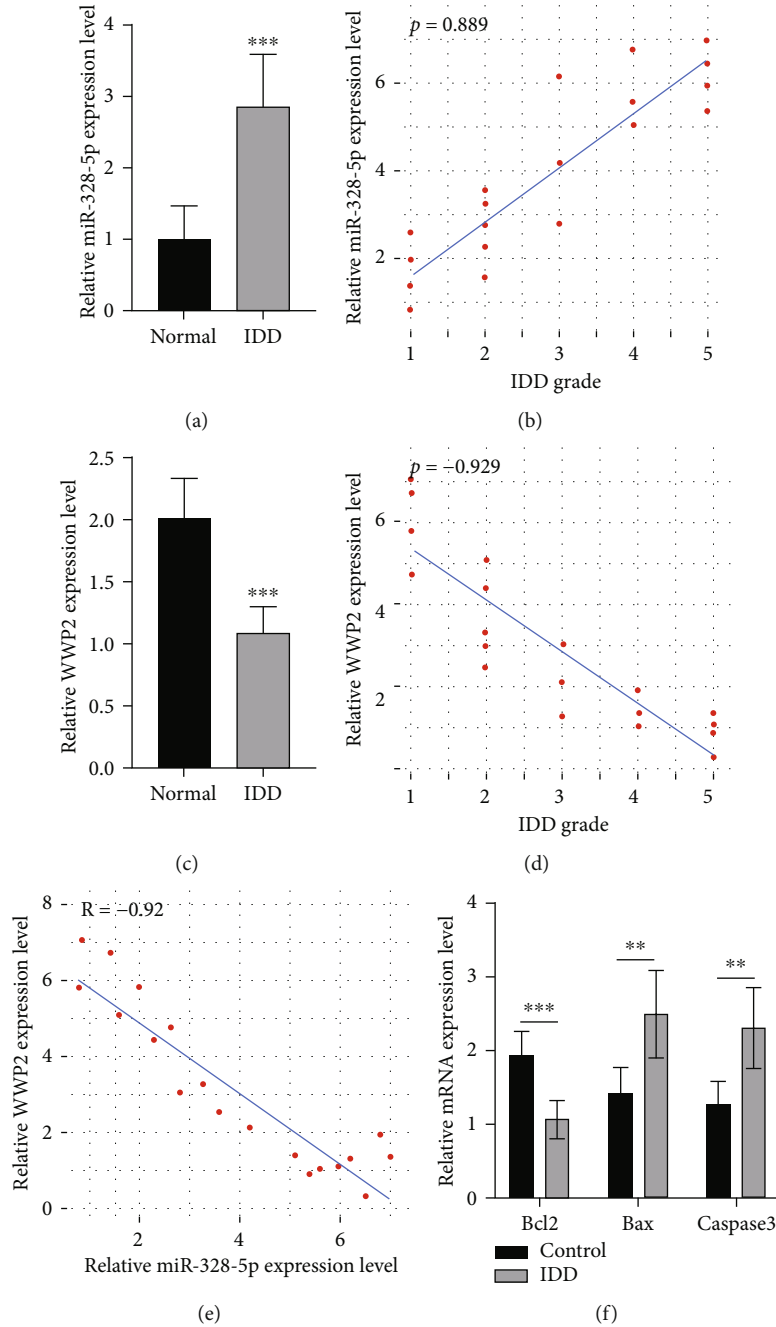 Relative miR-328-5p expression level
4
3
2
1
0
***
Normal IDD
(a)
Relative miR-328-5p expression level
p = 0.889
6
4
2
1 2 3 4 5
IDD grade
(b)
Relative WWP2 expression level
2.5
2.0
1.5
1.0
0.5
0.0
***
Normal IDD
(c)
Relative WWP2 expression level
p = −0.929
6
4
2
1 2 3 4 5
IDD grade
(d)
Relative WWP2 expression level
R = −0.92
8
6
4
2
0
2 4 6
Relative miR-328-5p expression level
(e)
Relative mRNA expression level
4
3
2
1
0
***
**
**
Bcl2 Bax Caspase3
Control
IDD
(f)